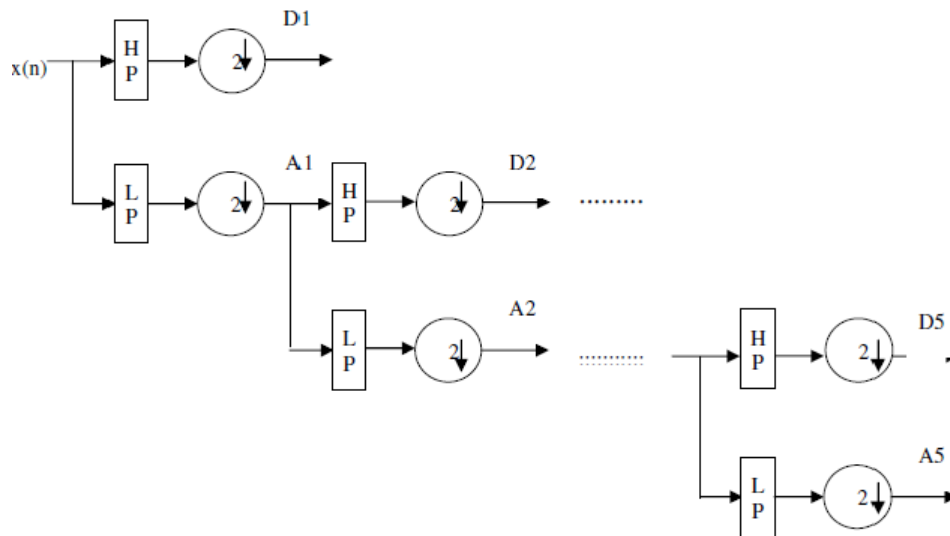 D1
H
P
2
x(n)
A1
D2
L
P
2
H
P
2
.........
A2
L
P
2
..........
D5
H
P
2
A5
L
P
2